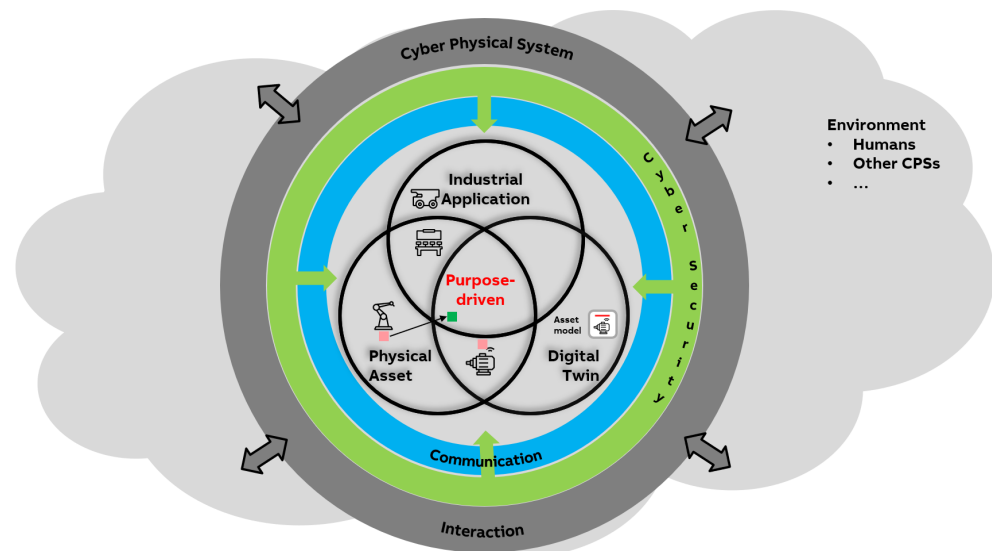 Cyber Physical System
Environment
• Humans
• Other CPSs
• ...
Cyber Security
Industrial
Application
Purpose-
driven
Asset
model
Physical
Asset
Digital
Twin
Communication
Interaction